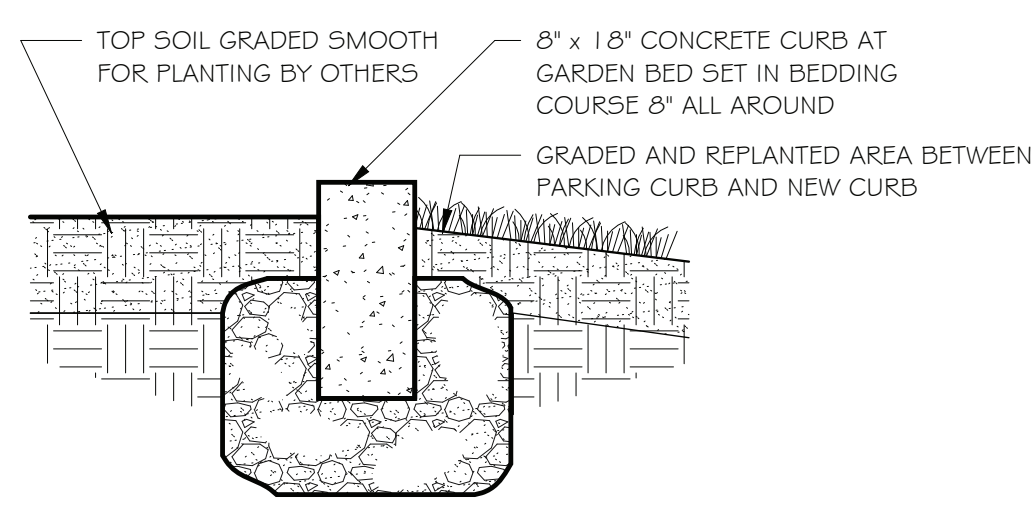 TOP SOIL GRADED SMOOTH
FOR PLANTING BY OTHERS
8" x 18" CONCRETE CURB AT
GARDEN BED SET IN BEDDING
COURSE 8" ALL AROUND
GRADED AND REPLANTED AREA BETWEEN
PARKING CURB AND NEW CURB